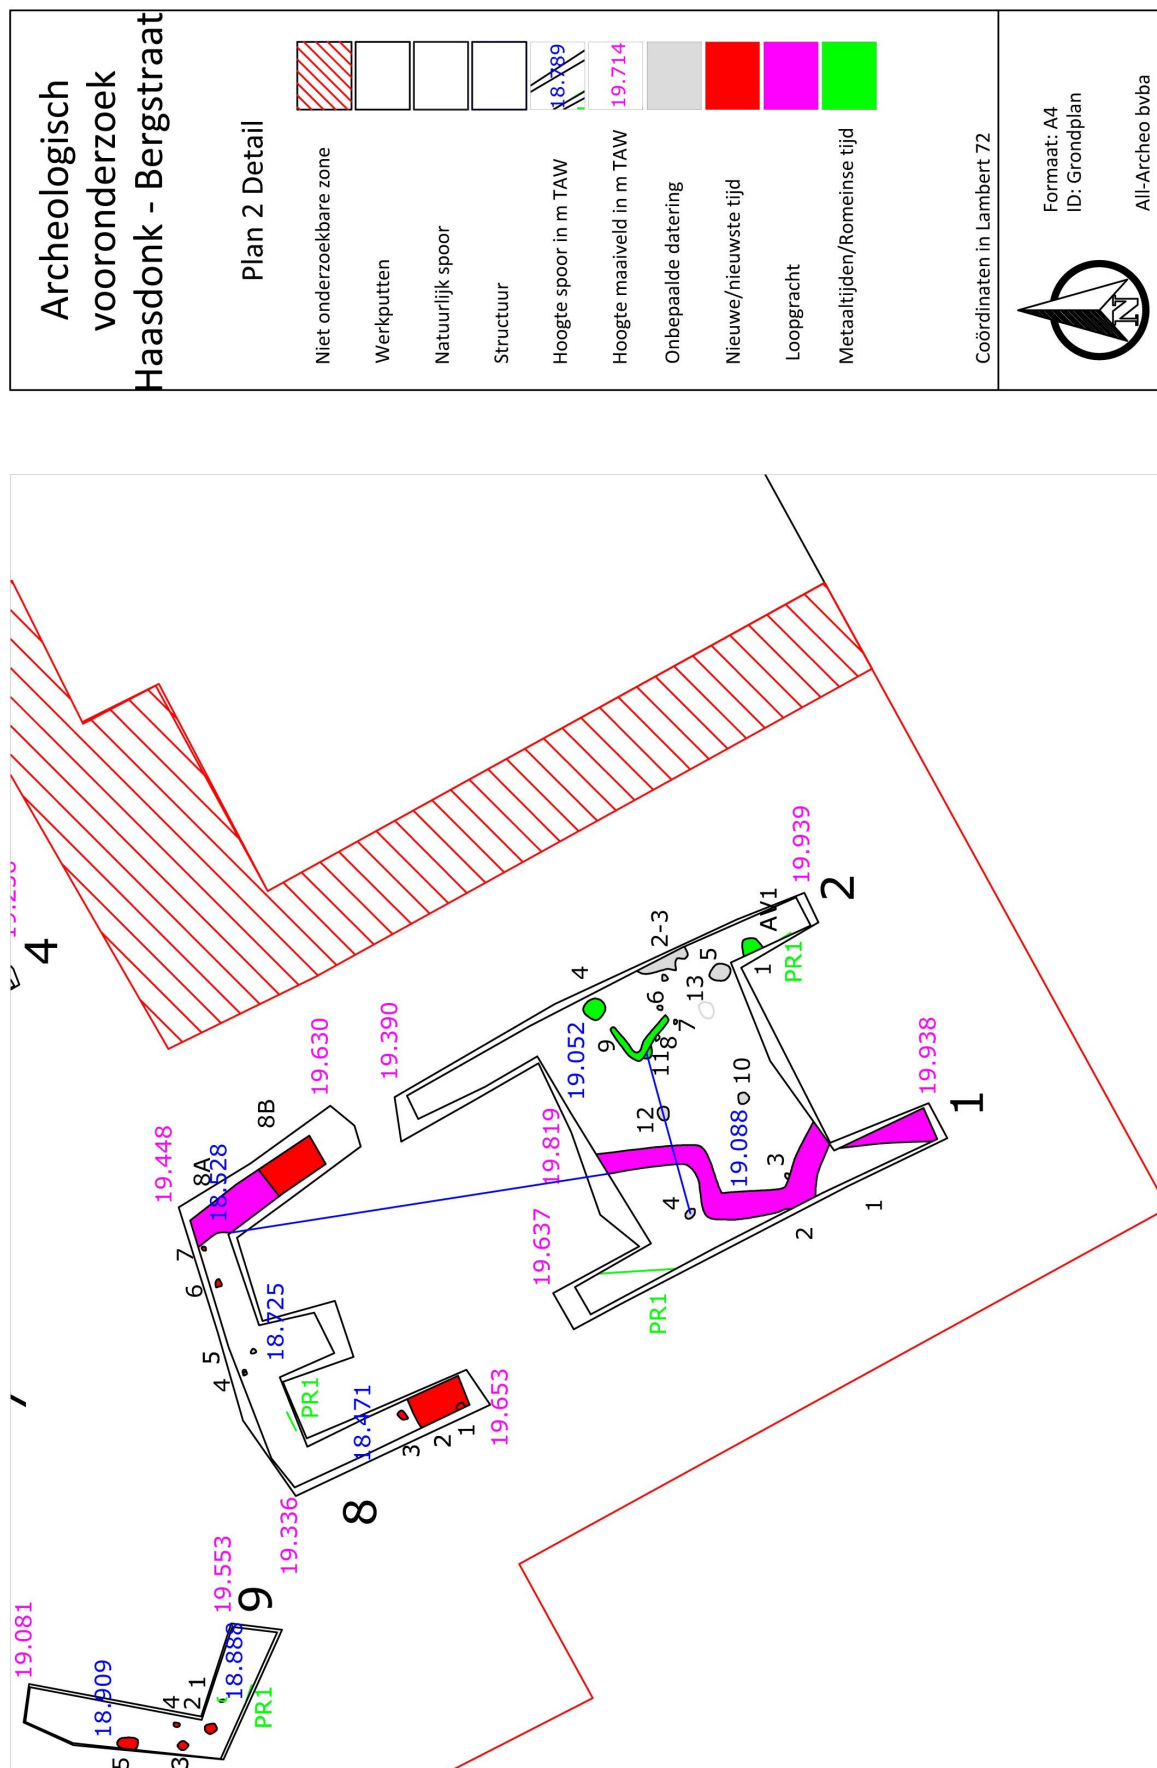 Archeologisch
vooronderzoek
Haasdonk - Bergstraat
Plan 2 Detail
Niet onderzoekbare zone
Werkputten
Natuurlijk spoor
Structuur
18.789
Hoogte spoor in m TAW
19.714
Hoogte maaiveld in m TAW
Onbepaalde datering
Nieuwe/nieuwste tijd
Loopgracht
Metaaltijden/Romeinse tijd
Coördinaten in Lambert 72
Formaat: A4
ID: Grondplan
All-Archeo bvba
N
4
19.939
2
AV1
1
PR1
2-3
5
13
6
7
8
11
9
4
19.052
19.390
19.630
8B
19.448
8A
18.528
7
6
5
4
18.725
PR1
18.471
3
2
1
19.653
19.336
8
19.819
12
10
19.088
3
4
19.637
PR1
2
1
19.938
1
19.553
9
18.888
19.081
18.909
4
2
1
PR1
3
5